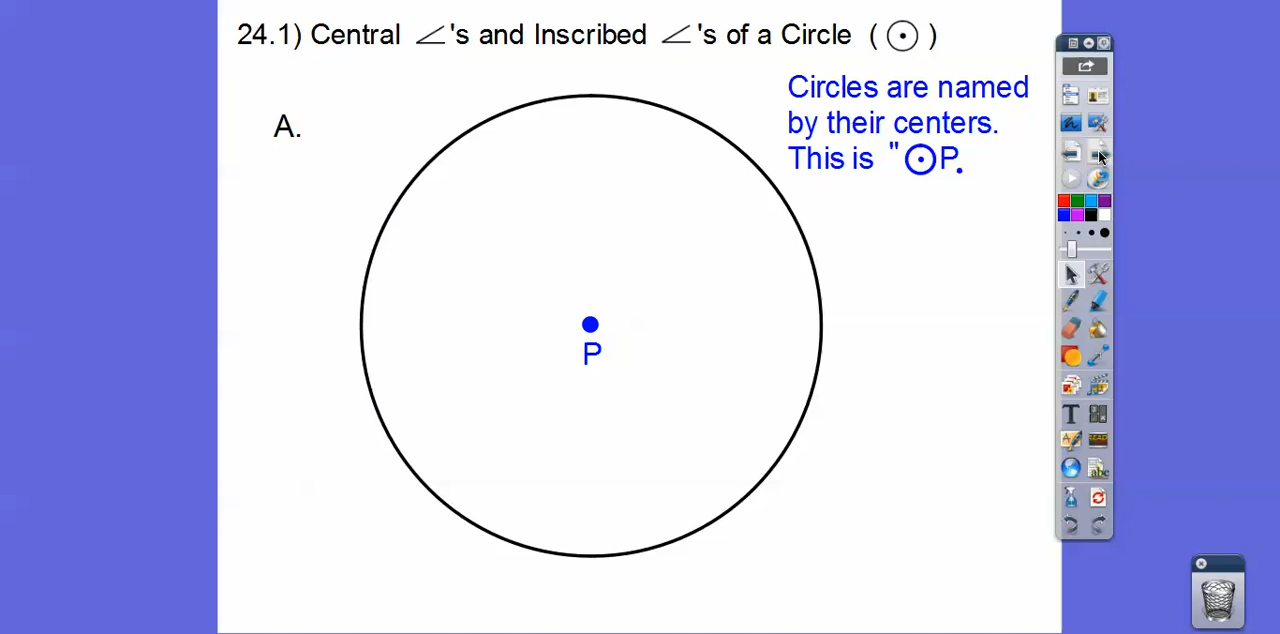 24.1) Central ∠'s and Inscribed ∠'s of a Circle ( ⊙ )
Circles are named
by their centers.
This is "⊙P.
A.
P